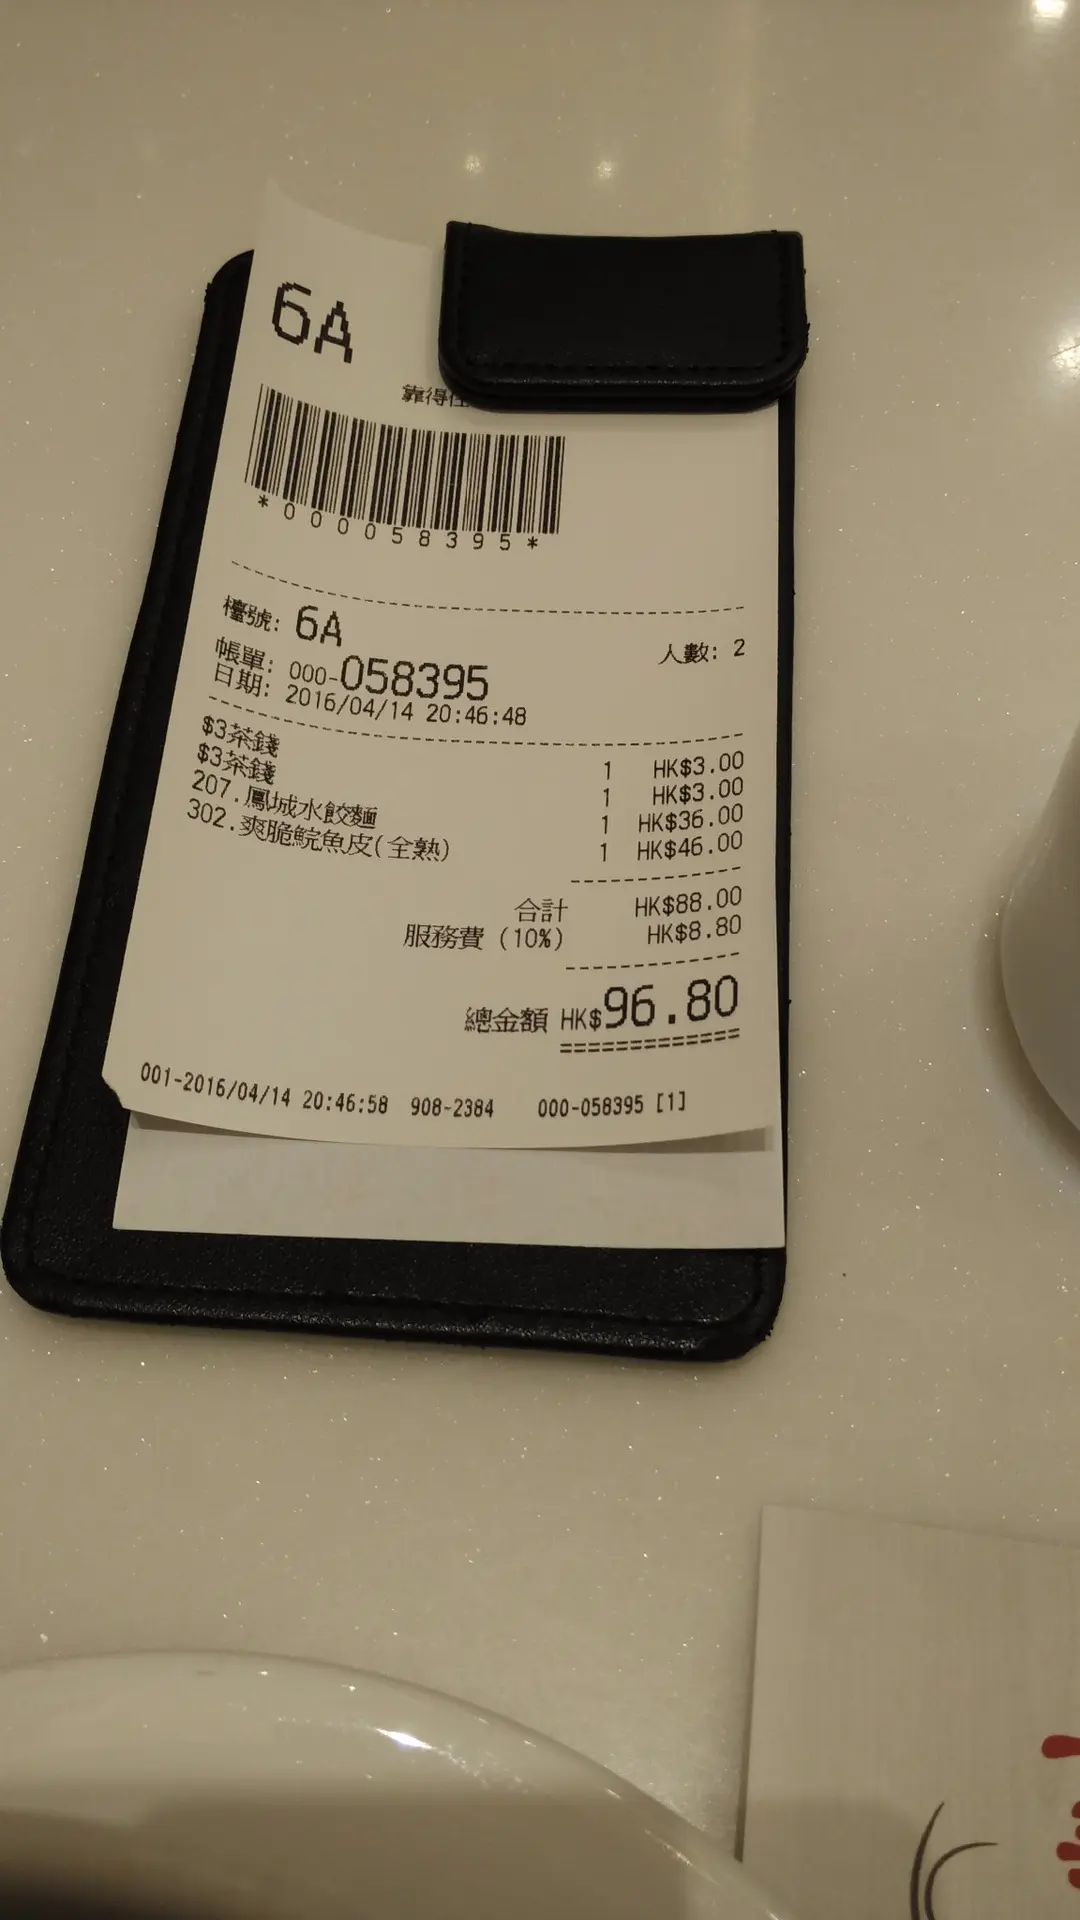 6A
靠得住
*000058395*
檯號: 6A
人數: 2
帳單: 000-058395
日期: 2016/04/14 20:46:48
$3茶錢 1 HK$3.00
$3茶錢 1 HK$3.00
207.鳳城水餃麵 1 HK$36.00
302.爽脆鯇魚皮(全熟) 1 HK$46.00
合計 HK$88.00
服務費 (10%) HK$8.80
總金額 HK$96.80
=============
001-2016/04/14 20:46:58 908-2384 000-058395 [1]